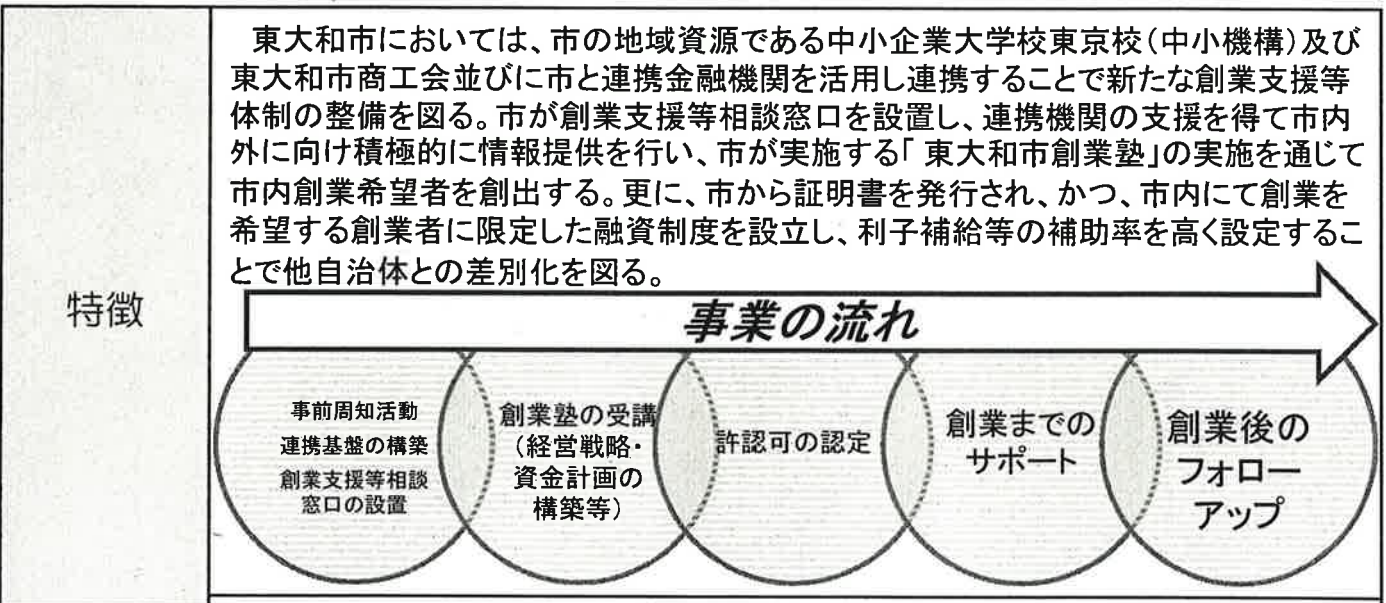 特徴
東大和市においては、市の地域資源である中小企業大学校東京校(中小機構)及び
東大和市商工会並びに市と連携金融機関を活用し連携することで新たな創業支援等
体制の整備を図る。市が創業支援等相談窓口を設置し、連携機関の支援を得て市内
外に向け積極的に情報提供を行い、市が実施する「 東大和市創業塾」の実施を通じて
市内創業希望者を創出する。更に、市から証明書を発行され、かつ、市内にて創業を
希望する創業者に限定した融資制度を設立し、利子補給等の補助率を高く設定するこ
とで他自治体との差別化を図る。
事業の流れ
事前周知活動
連携基盤の構築
創業支援等相談
窓口の設置
創業塾の受講
(経営戦略・
資金計画の
構築等)
許認可の認定
創業までの
サポート
創業後の
フォロー
アップ